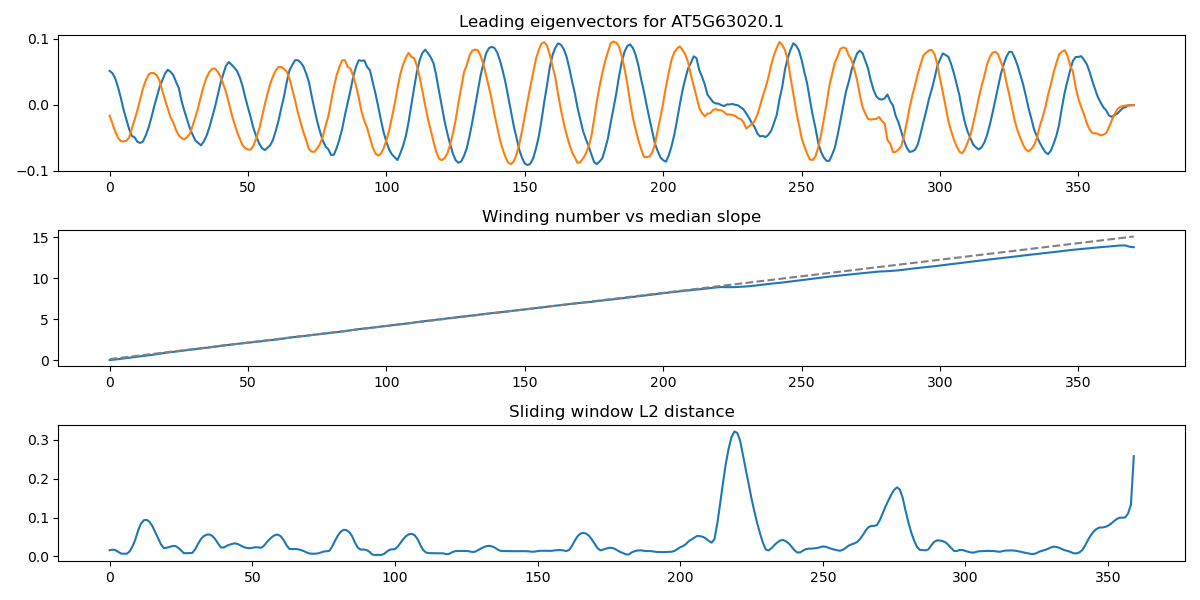 Leading eigenvectors for AT5G63020.1
0.1
0.0
−0.1
0 50 100 150 200 250 300 350
Winding number vs median slope
15
10
5
0
0 50 100 150 200 250 300 350
Sliding window L2 distance
0.3
0.2
0.1
0.0
0 50 100 150 200 250 300 350